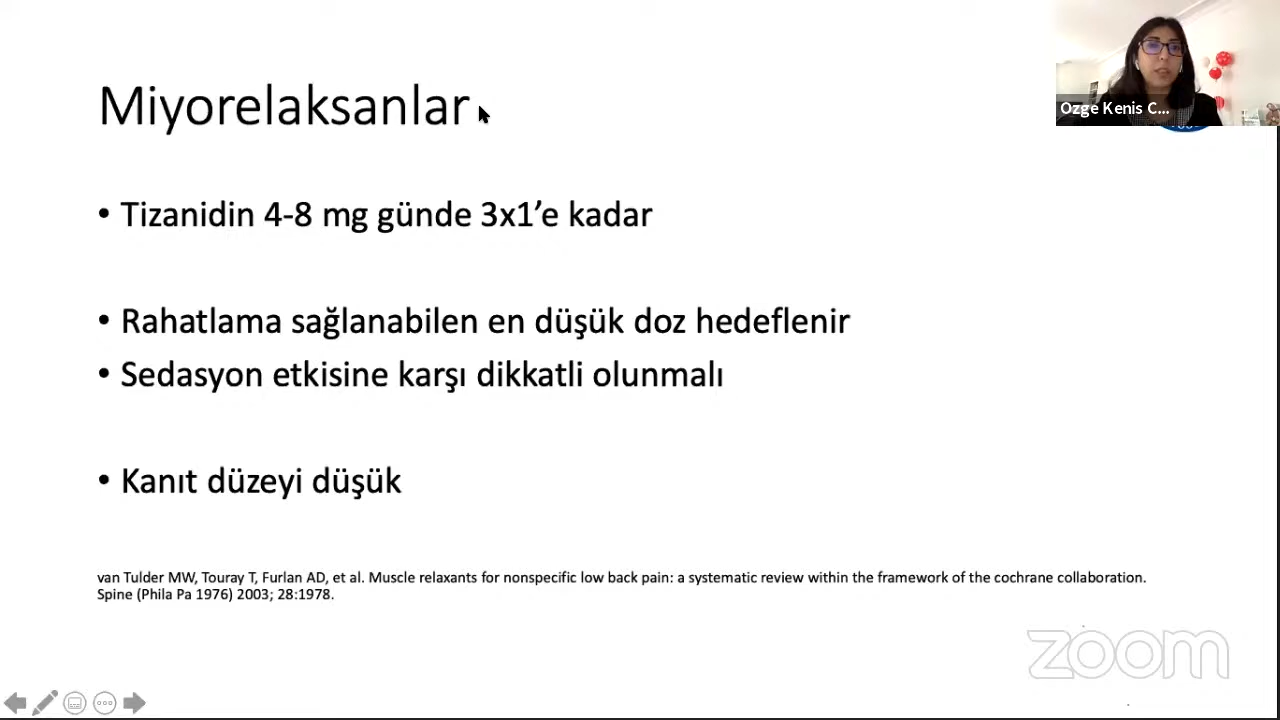 Miyorelaksanlar
Ozge Kenis C...
• Tizanidin 4-8 mg günde 3x1’e kadar
• Rahatlama sağlanabilen en düşük doz hedeflenir
• Sedasyon etkisine karşı dikkatli olunmalı
• Kanıt düzeyi düşük
van Tulder MW, Touray T, Furlan AD, et al. Muscle relaxants for nonspecific low back pain: a systematic review within the framework of the cochrane collaboration.
Spine (Phila Pa 1976) 2003; 28:1978.
zoom